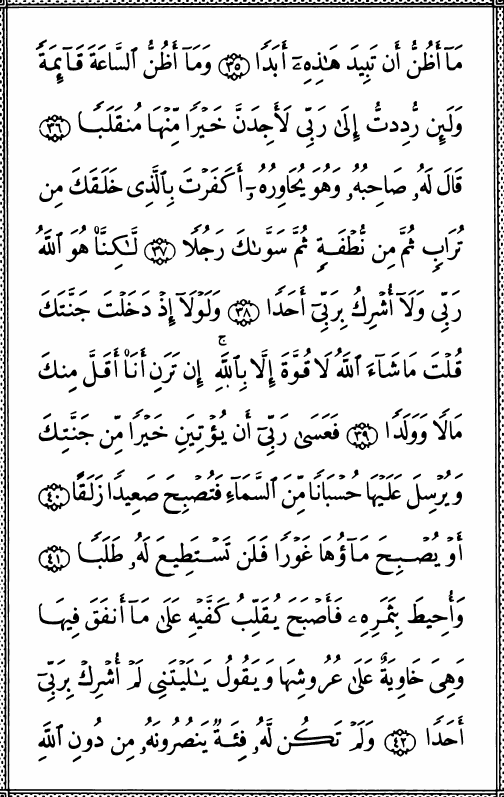 مَآ أَظُنُّ أَن تَبِيدَ هَٰذِهِۦٓ أَبَدٗا ٣٥ وَمَآ أَظُنُّ ٱلسَّاعَةَ قَآئِمَةٗ
وَلَئِن رُّدِدتُّ إِلَىٰ رَبِّي لَأَجِدَنَّ خَيۡرٗا مِّنۡهَا مُنقَلَبٗا ٣٦
قَالَ لَهُۥ صَاحِبُهُۥ وَهُوَ يُحَاوِرُهُۥٓ أَكَفَرۡتَ بِٱلَّذِي خَلَقَكَ مِن
تُرَابٖ ثُمَّ مِن نُّطۡفَةٖ ثُمَّ سَوَّىٰكَ رَجُلٗا ٣٧ لَّٰكِنَّا۠ هُوَ ٱللَّهُ
رَبِّي وَلَآ أُشۡرِكُ بِرَبِّيٓ أَحَدٗا ٣٨ وَلَوۡلَآ إِذۡ دَخَلۡتَ جَنَّتَكَ
قُلۡتَ مَا شَآءَ ٱللَّهُ لَا قُوَّةَ إِلَّا بِٱللَّهِۚ إِن تَرَنِ أَنَا۠ أَقَلَّ مِنكَ
مَالٗا وَوَلَدٗا ٣٩ فَعَسَىٰ رَبِّيٓ أَن يُؤۡتِيَنِ خَيۡرٗا مِّن جَنَّتِكَ
وَيُرۡسِلَ عَلَيۡهَا حُسۡبَانٗا مِّنَ ٱلسَّمَآءِ فَتُصۡبِحَ صَعِيدٗا زَلَقًا ٤٠
أَوۡ يُصۡبِحَ مَآؤُهَا غَوۡرٗا فَلَن تَسۡتَطِيعَ لَهُۥ طَلَبٗا ٤١
وَأُحِيطَ بِثَمَرِهِۦ فَأَصۡبَحَ يُقَلِّبُ كَفَّيۡهِ عَلَىٰ مَآ أَنفَقَ فِيهَا
وَهِيَ خَاوِيَةٌ عَلَىٰ عُرُوشِهَا وَيَقُولُ يَٰلَيۡتَنِي لَمۡ أُشۡرِكۡ بِرَبِّيٓ
أَحَدٗا ٤٢ وَلَمۡ تَكُن لَّهُۥ فِئَةٞ يَنصُرُونَهُۥ مِن دُونِ ٱللَّهِ